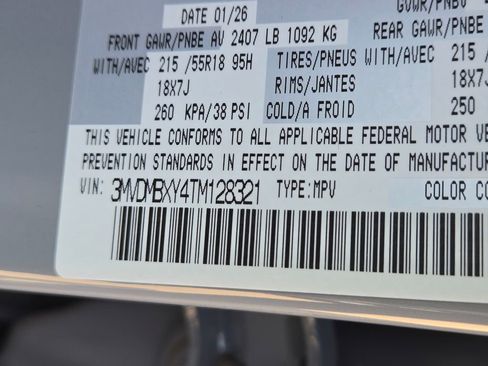 DATE 01/26
GVWR/PNBV
FRONT GAWR/PNBE AV 2407 LB 1092 KG
REAR GAWR/PNBE
WITH/AVEC 215 /55R18 95H
TIRES/PNEUS WITH/AVEC 215 /
18X7J
RIMS/JANTES
18X7J
260 KPA/38 PSI
COLD/A FROID
250
THIS VEHICLE CONFORMS TO ALL APPLICABLE FEDERAL MOTOR VE
PREVENTION STANDARDS IN EFFECT ON THE DATE OF MANUFACTUR
VIN: 3MVDMBXY4TM128321 TYPE:MPV
COLOR CO